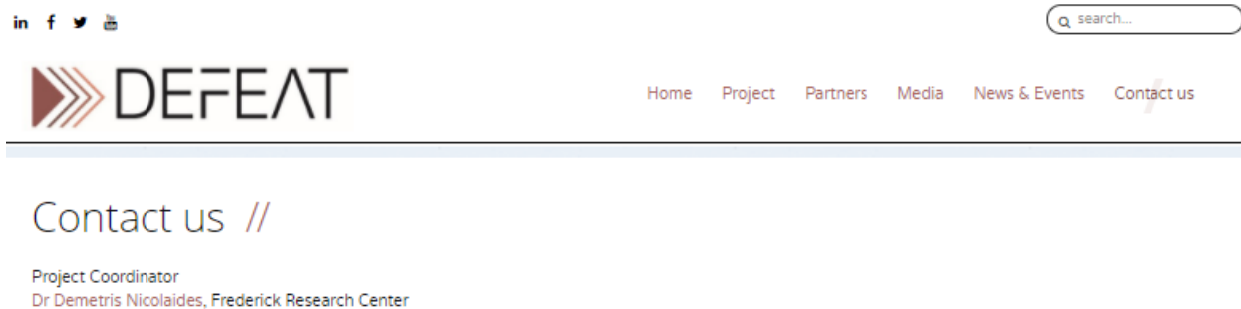 in f
search...
DEFEAT
Home Project Partners Media News & Events Contact us
Contact us //
Project Coordinator
Dr Demetris Nicolaides, Frederick Research Center